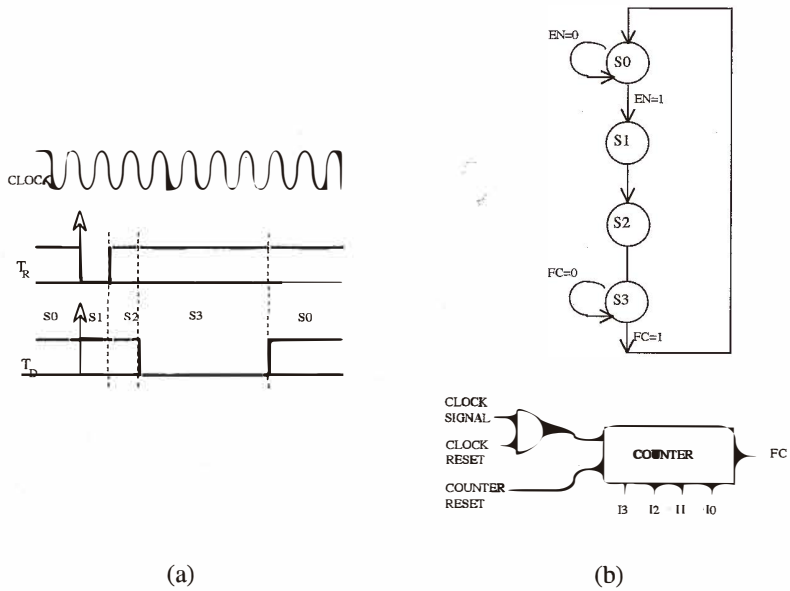 CLOCK
T_R
S0 S1 S2 S3 S0
T_D
(a)
EN=0
S0
EN=1
S1
S2
FC=0
S3
FC=1
CLOCK
SIGNAL
CLOCK
RESET
COUNTER
RESET
COUNTER
FC
I3 I2 I1 I0
(b)